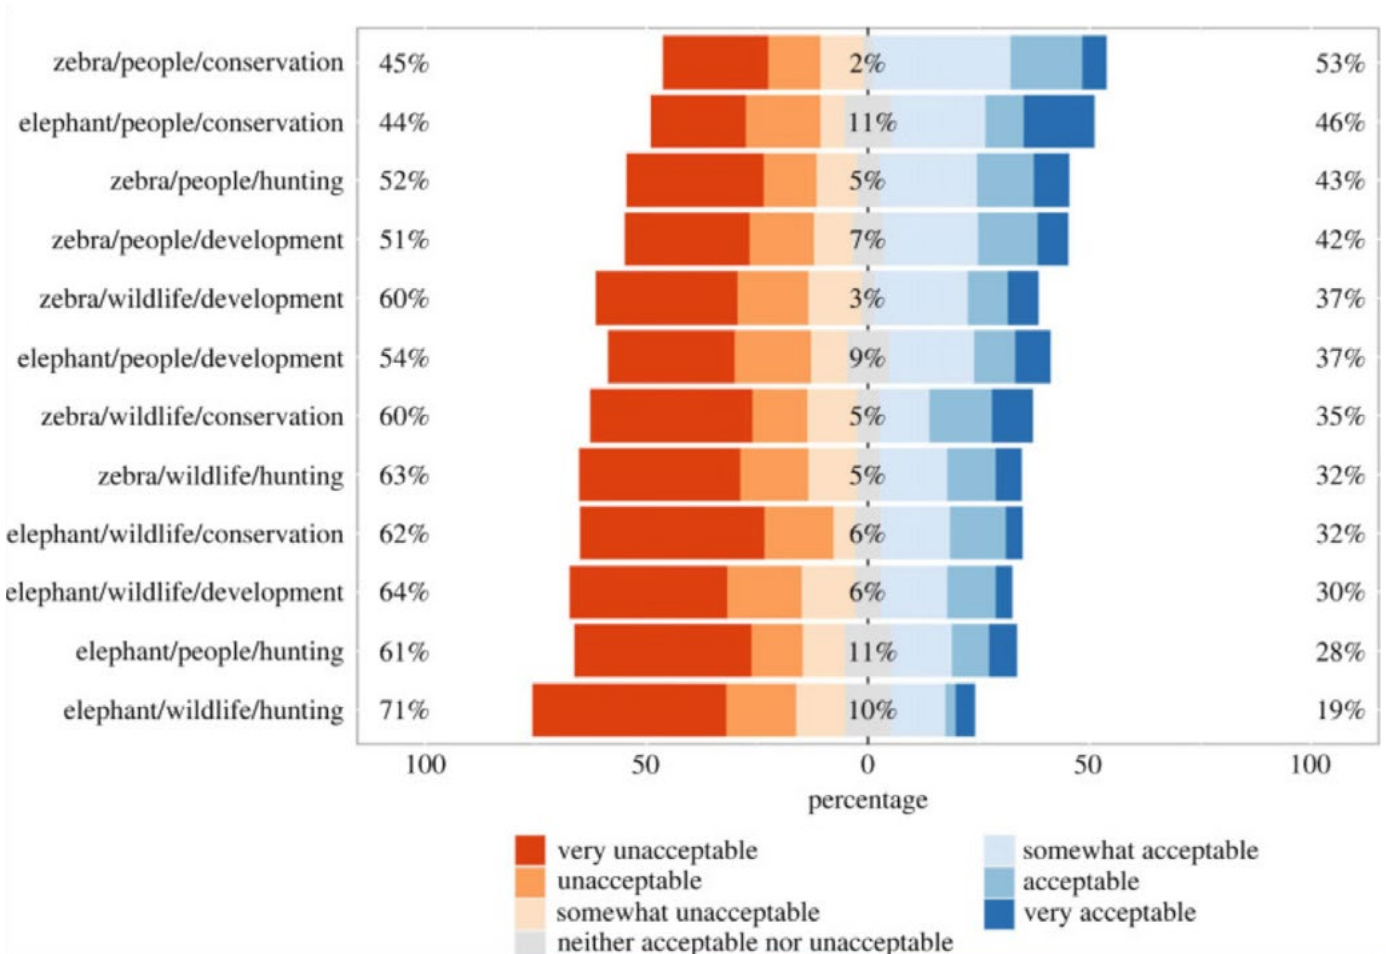 zebra/people/conservation 45% 2% 53%
elephant/people/conservation 44% 11% 46%
zebra/people/hunting 52% 5% 43%
zebra/people/development 51% 7% 42%
zebra/wildlife/development 60% 3% 37%
elephant/people/development 54% 9% 37%
zebra/wildlife/conservation 60% 5% 35%
zebra/wildlife/hunting 63% 5% 32%
elephant/wildlife/conservation 62% 6% 32%
elephant/wildlife/development 64% 6% 30%
elephant/people/hunting 61% 11% 28%
elephant/wildlife/hunting 71% 10% 19%
100 50 0 50 100
percentage
very unacceptable
unacceptable
somewhat unacceptable
neither acceptable nor unacceptable
somewhat acceptable
acceptable
very acceptable